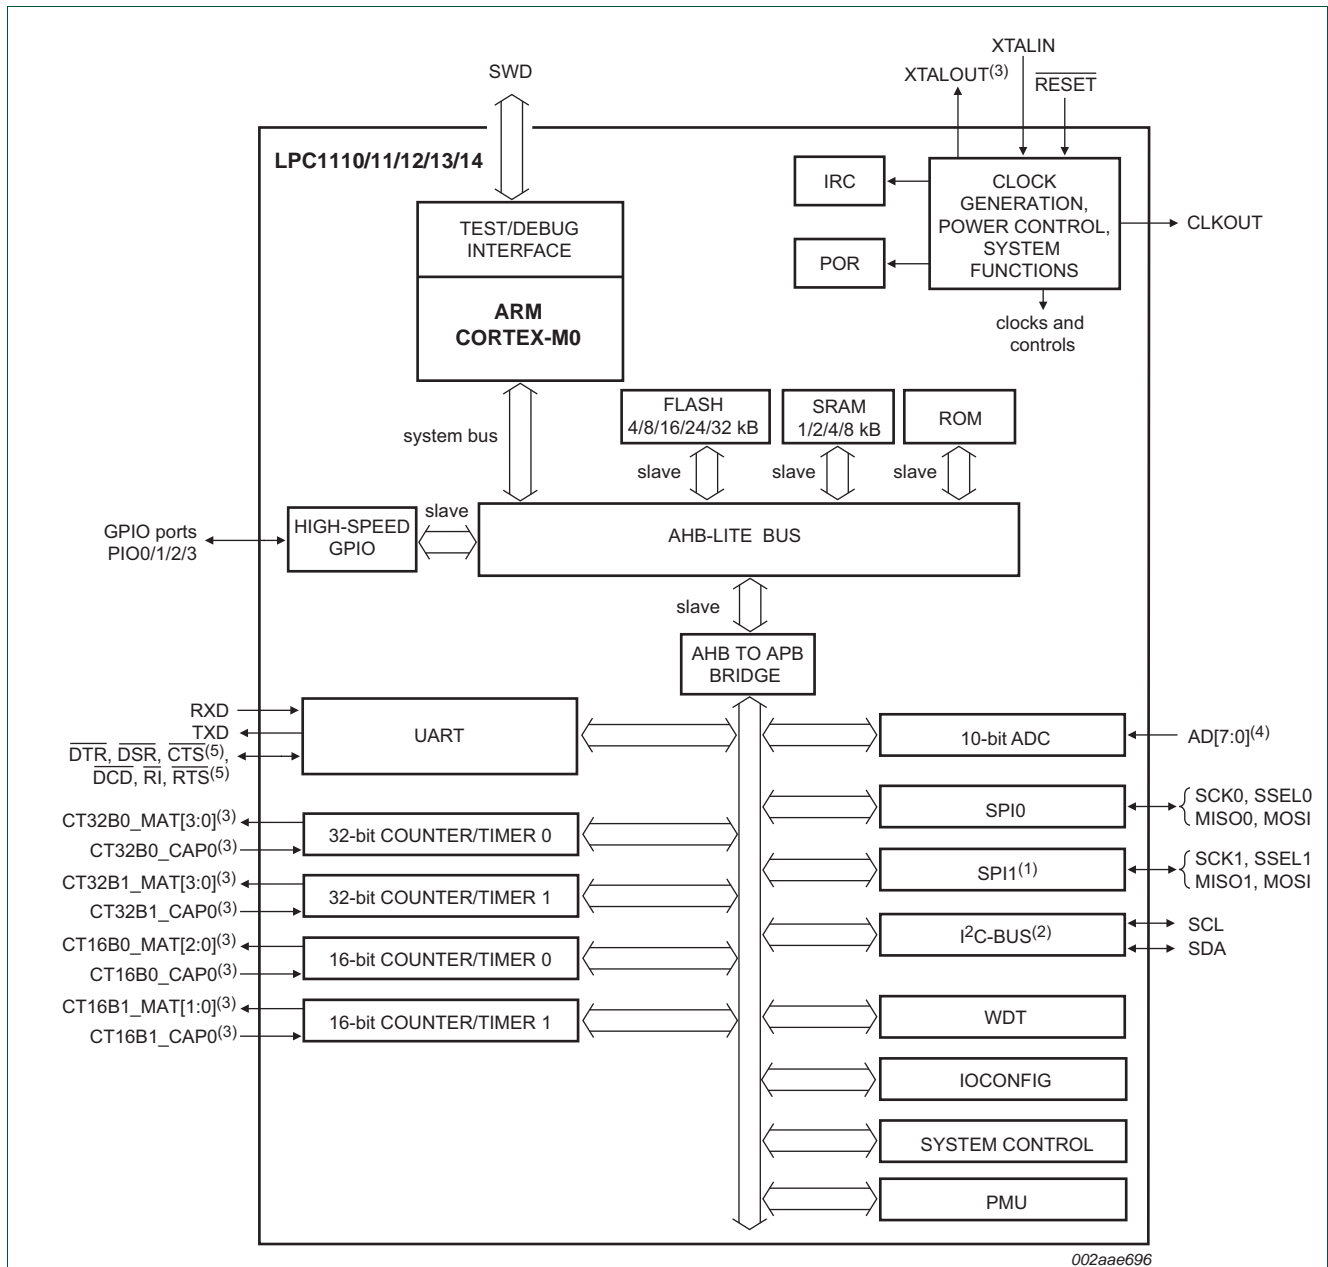 XTALIN
SWD
XTALOUT(3)
RESET
LPC1110/11/12/13/14
TEST/DEBUG
INTERFACE
ARM
CORTEX-M0
IRC
POR
CLOCK
GENERATION,
POWER CONTROL,
SYSTEM
FUNCTIONS
CLKOUT
clocks and
controls
system bus
FLASH
4/8/16/24/32 kB
SRAM
1/2/4/8 kB
ROM
slave
slave
slave
GPIO ports
PIO0/1/2/3
HIGH-SPEED
GPIO
slave
AHB-LITE BUS
slave
AHB TO APB
BRIDGE
RXD
TXD
DTR, DSR, CTS(5),
DCD, RI, RTS(5)
UART
10-bit ADC
AD[7:0](4)
CT32B0_MAT[3:0](3)
CT32B0_CAP0(3)
32-bit COUNTER/TIMER 0
SPI0
SCK0, SSEL0
MISO0, MOSI
CT32B1_MAT[3:0](3)
CT32B1_CAP0(3)
32-bit COUNTER/TIMER 1
SPI1(1)
SCK1, SSEL1
MISO1, MOSI
CT16B0_MAT[2:0](3)
CT16B0_CAP0(3)
16-bit COUNTER/TIMER 0
I2C-BUS(2)
SCL
SDA
CT16B1_MAT[1:0](3)
CT16B1_CAP0(3)
16-bit COUNTER/TIMER 1
WDT
IOCONFIG
SYSTEM CONTROL
PMU
002aae696